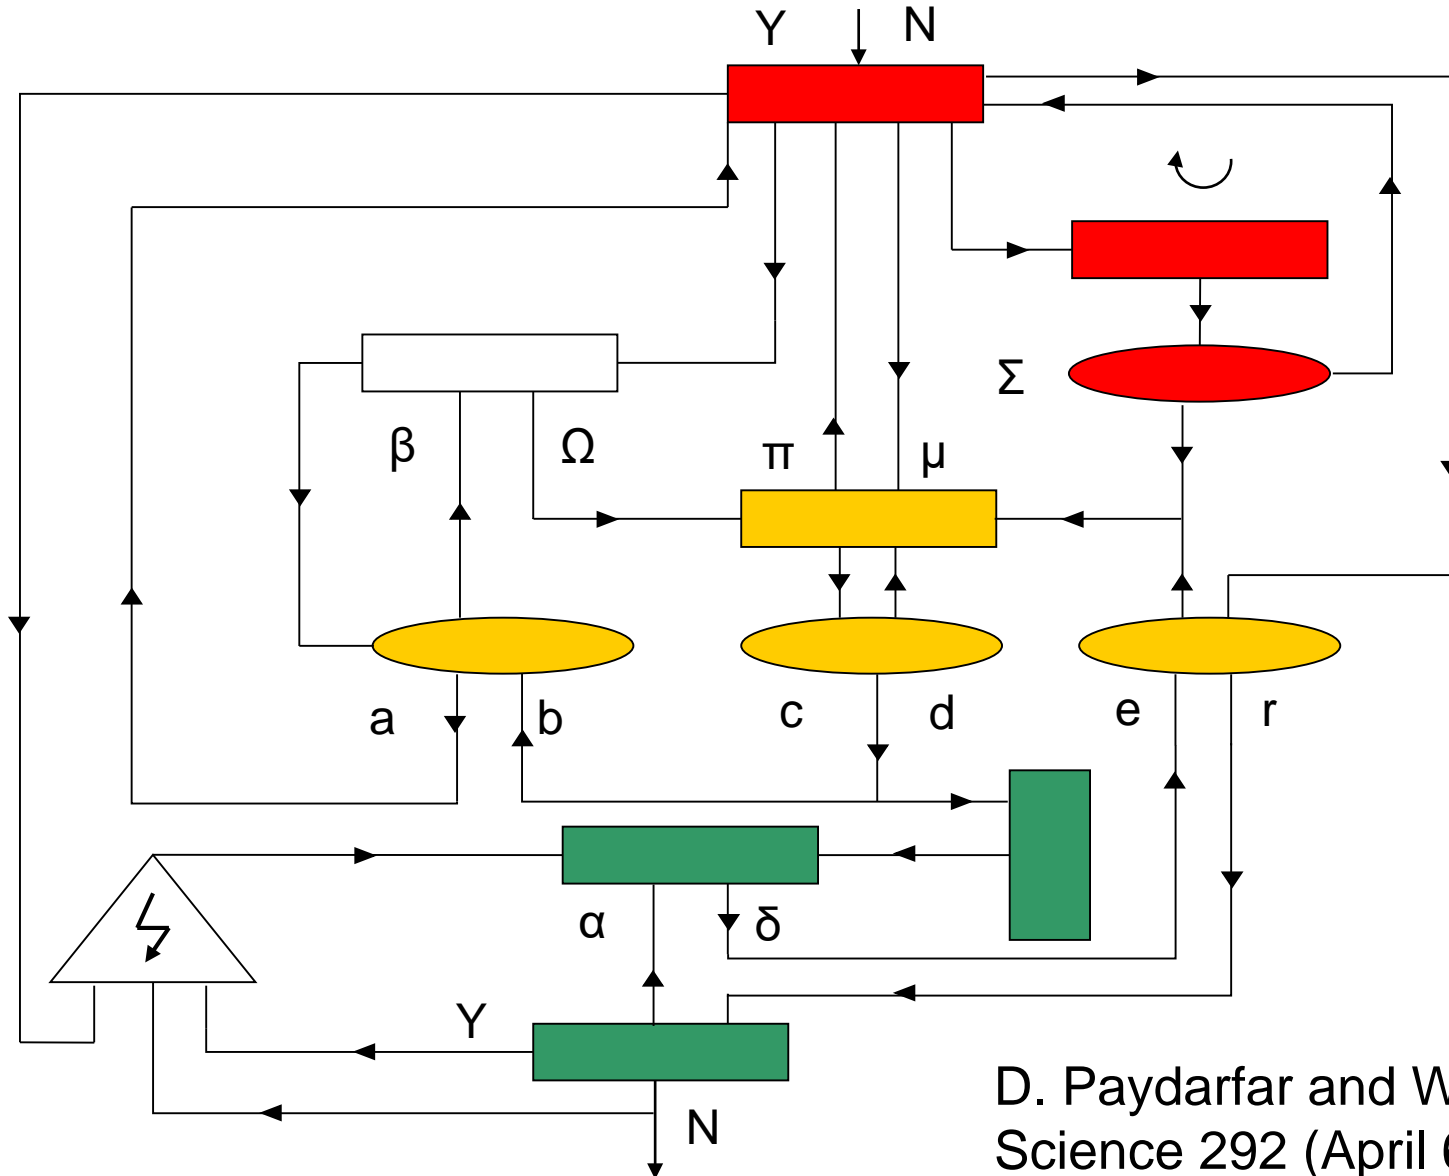 Y N
Σ
β Ω π μ
a b c d e r
α δ
Y
N
D. Paydarfar and
Science 292 (April